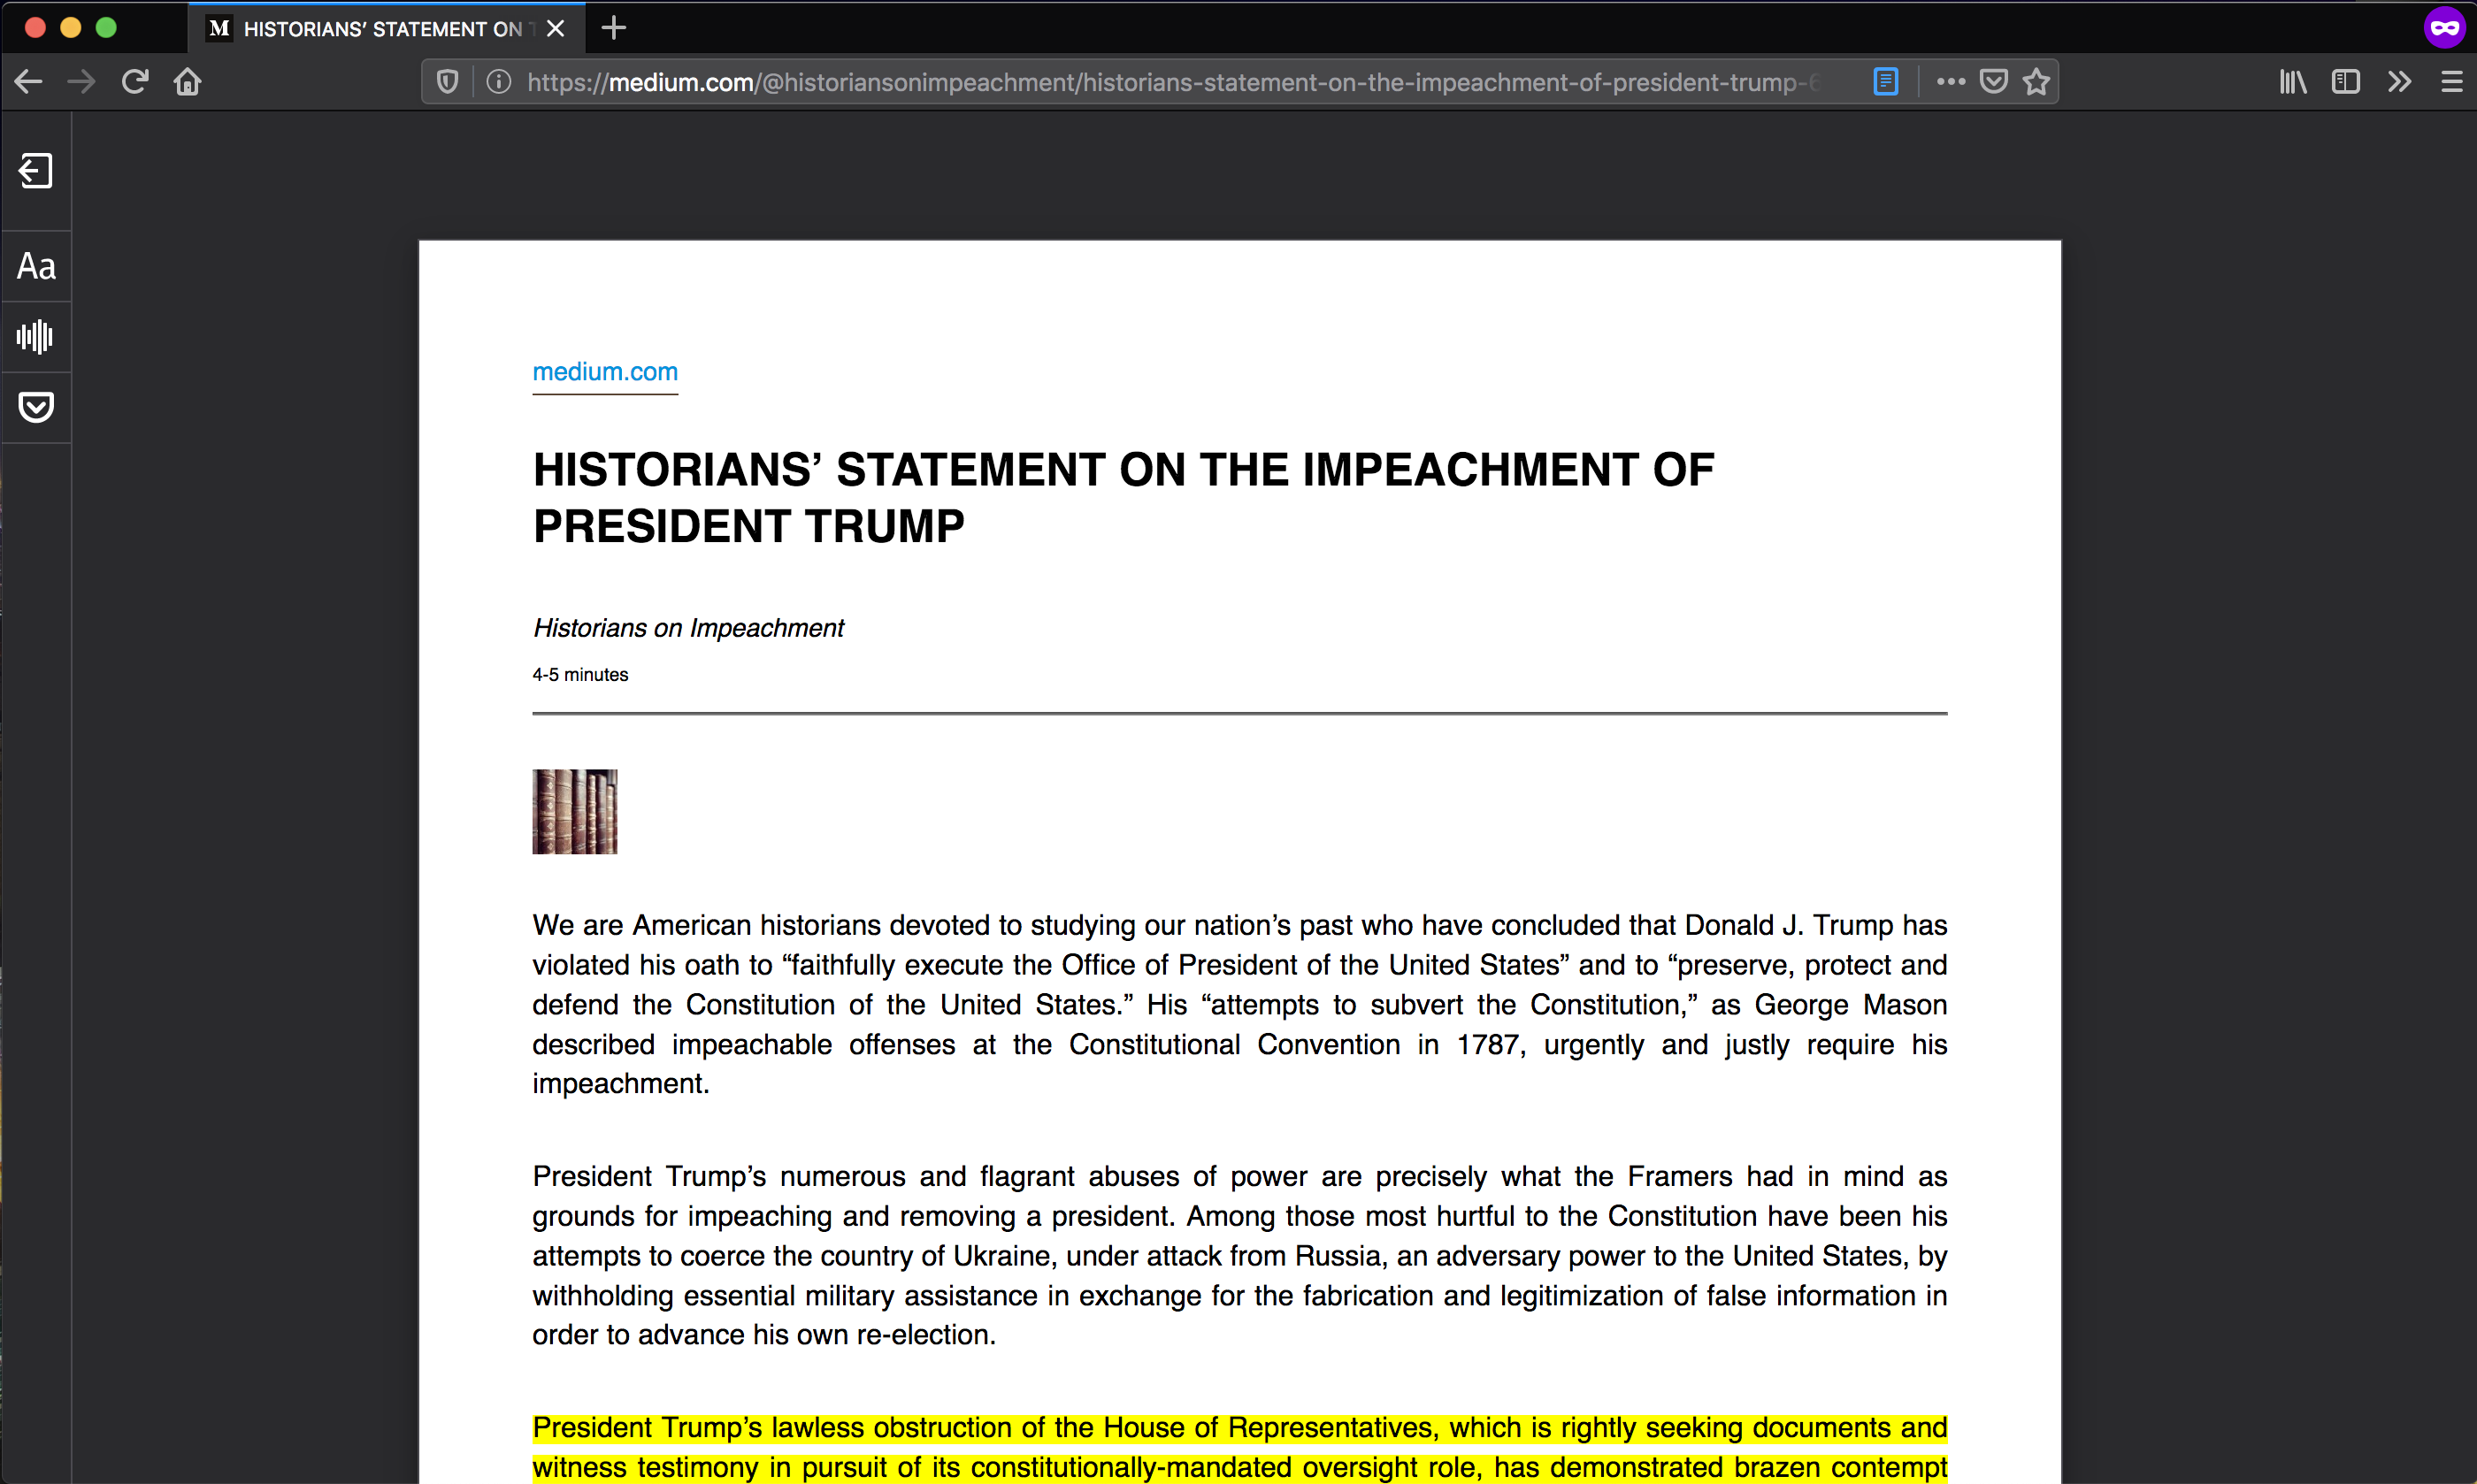 M HISTORIANS’ STATEMENT ON
https://medium.com/@historiansonimpeachment/historians-statement-on-the-impeachment-of-president-trump-6
Aa
medium.com
HISTORIANS’ STATEMENT ON THE IMPEACHMENT OF
PRESIDENT TRUMP
Historians on Impeachment
4-5 minutes
We are American historians devoted to studying our nation’s past who have concluded that Donald J. Trump has
violated his oath to “faithfully execute the Office of President of the United States” and to “preserve, protect and
defend the Constitution of the United States.” His “attempts to subvert the Constitution,” as George Mason
described impeachable offenses at the Constitutional Convention in 1787, urgently and justly require his
impeachment.
President Trump’s numerous and flagrant abuses of power are precisely what the Framers had in mind as
grounds for impeaching and removing a president. Among those most hurtful to the Constitution have been his
attempts to coerce the country of Ukraine, under attack from Russia, an adversary power to the United States, by
withholding essential military assistance in exchange for the fabrication and legitimization of false information in
order to advance his own re-election.
President Trump’s lawless obstruction of the House of Representatives, which is rightly seeking documents and
witness testimony in pursuit of its constitutionally-mandated oversight role, has demonstrated brazen contempt